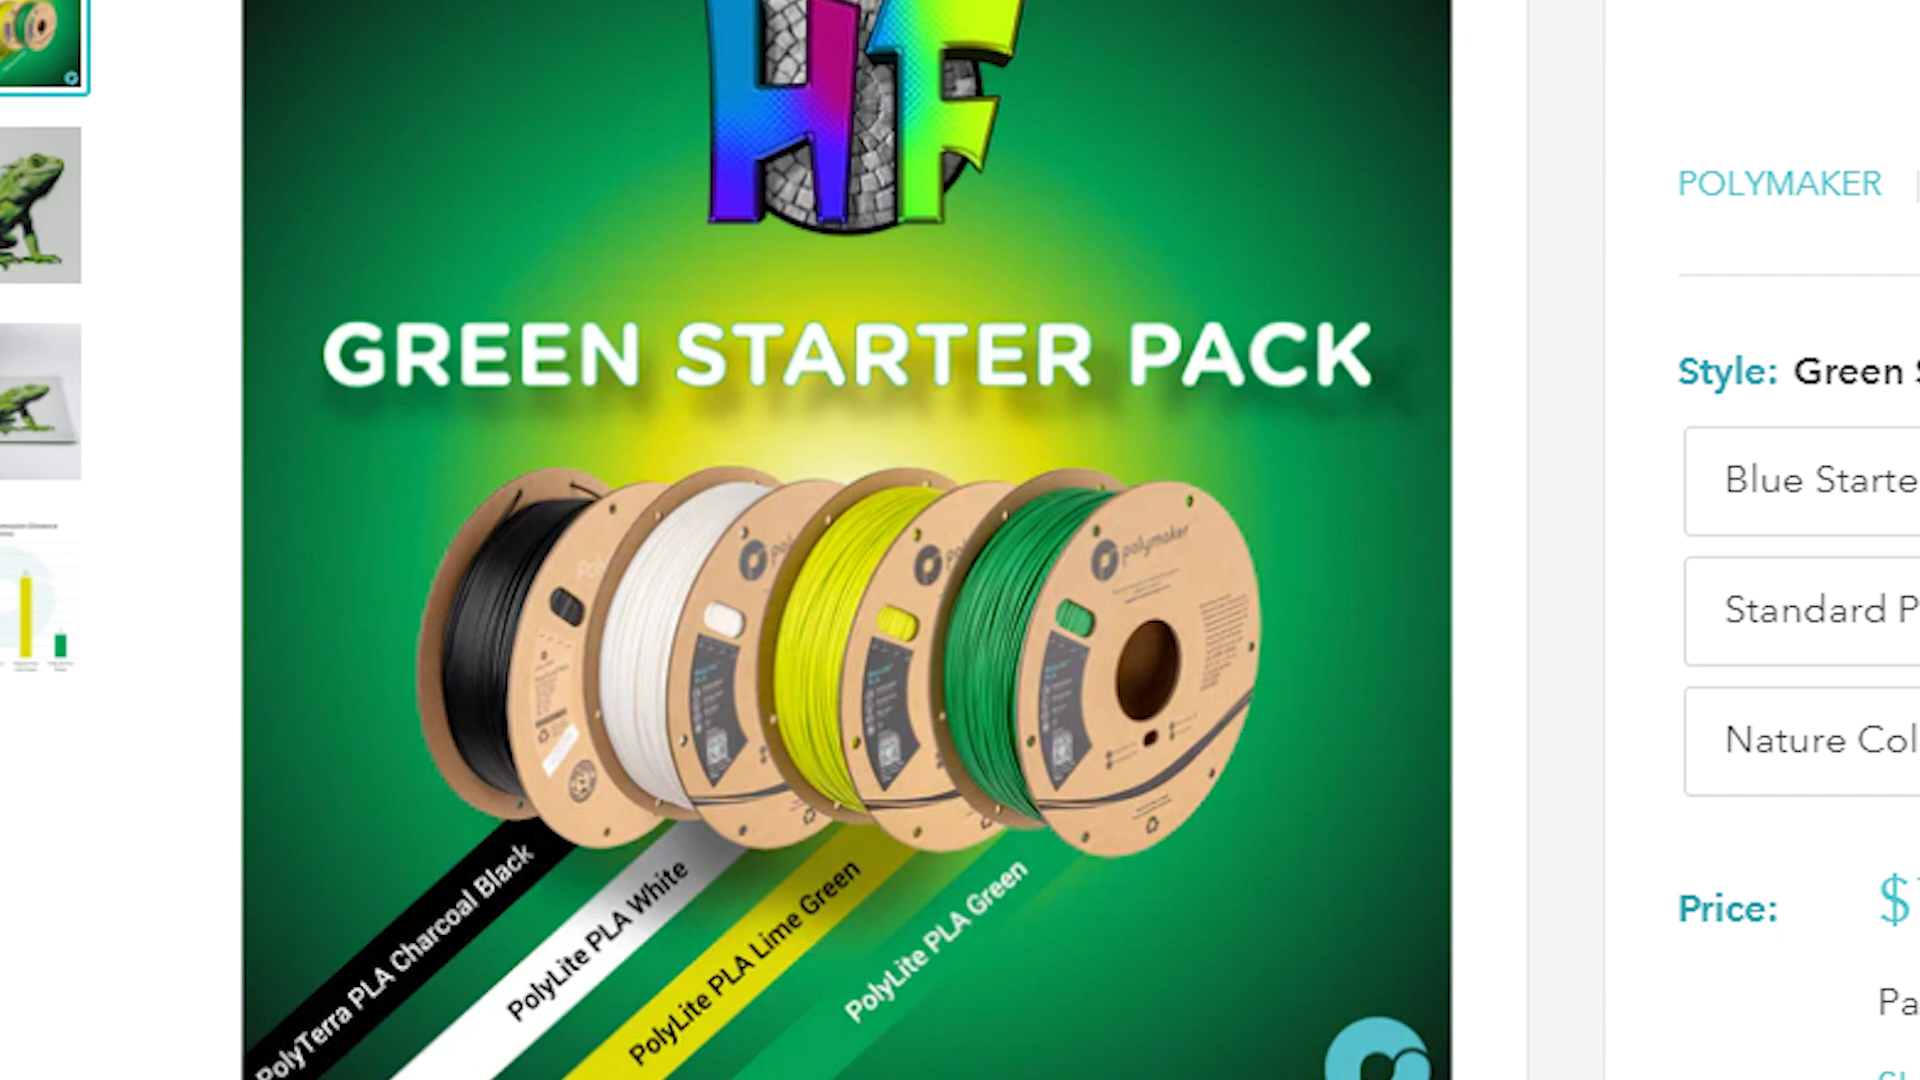 HF
GREEN STARTER PACK
polymaker
PolyTerra PLA Charcoal Black
PolyLite PLA White
PolyLite PLA Lime Green
PolyLite PLA Green
POLYMAKER
Style: Green S
Blue Starte
Standard P
Nature Col
Price: $
Pa